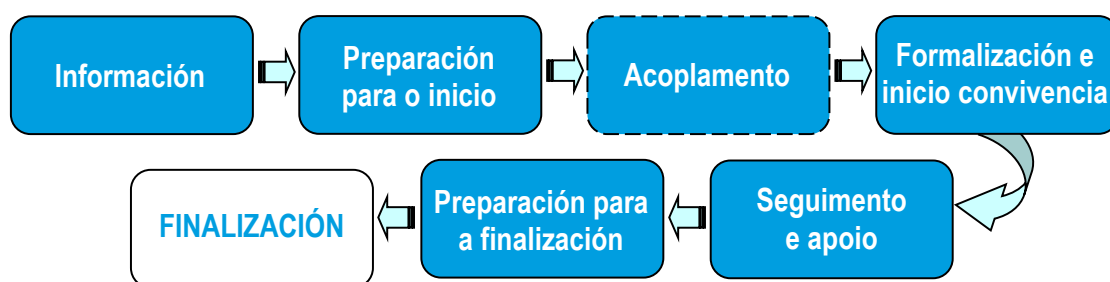 Información
Preparación
para o inicio
Acoplamento
Formalización e
inicio convivencia
Seguimento
e apoio
Preparación para
a finalización
FINALIZACIÓN